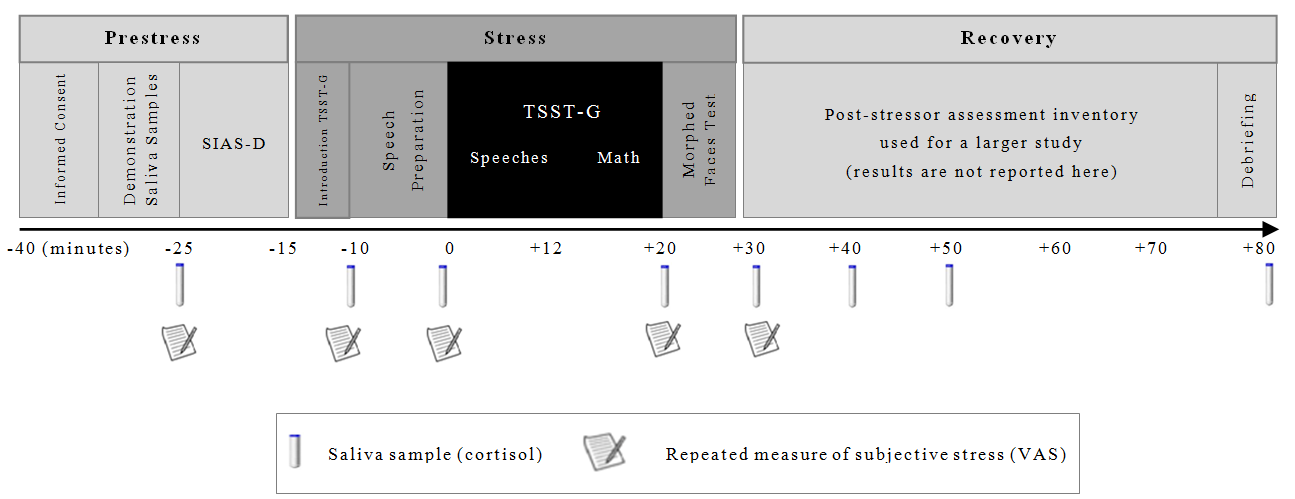 Prestress
Stress
Recovery
Informed Consent
Demonstration
Saliva Samples
SIAS-D
Introduction TSST-G
Speech
Preparation
TSST-G
Speeches Math
Morphed
Faces Test
Post-stressor assessment inventory
used for a larger study
(results are not reported here)
Debriefing
-40 (minutes) -25 -15 -10 0 +12 +20 +30 +40 +50 +60 +70 +80
Saliva sample (cortisol)
Repeated measure of subjective stress (VAS)